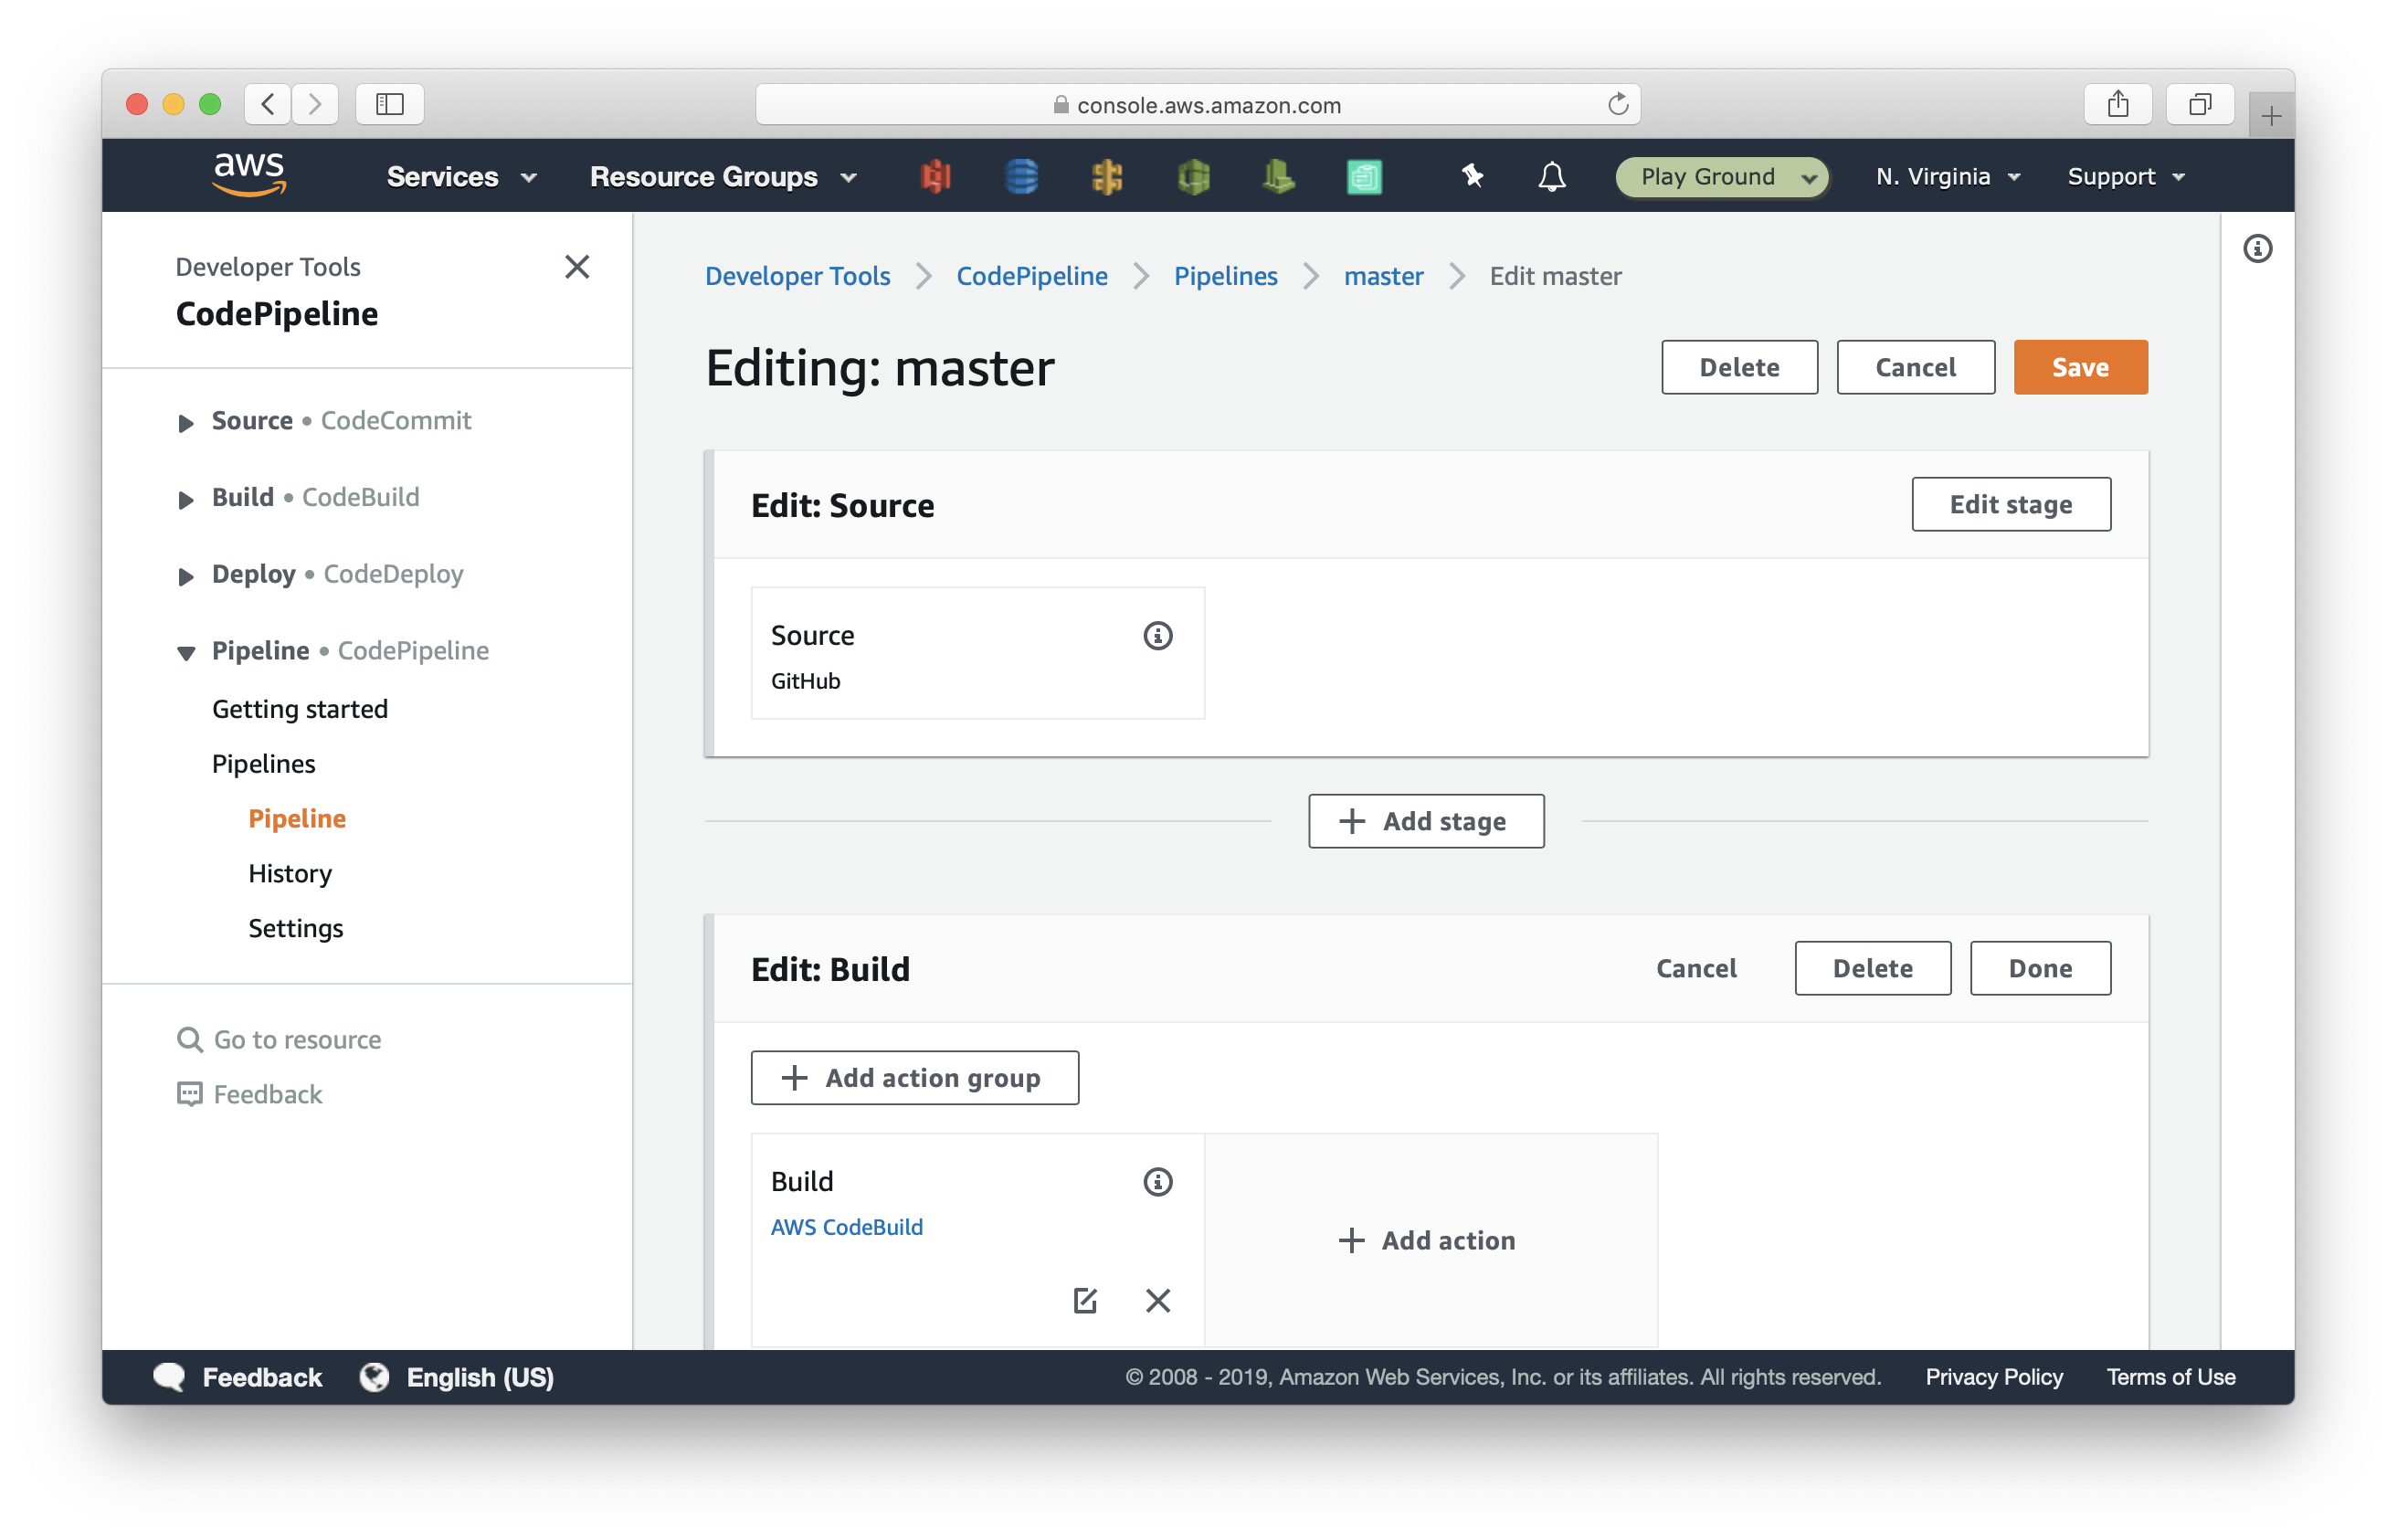 console.aws.amazon.com
aws
Services
Resource Groups
Play Ground
N. Virginia
Support
Developer Tools
CodePipeline
Source • CodeCommit
Build • CodeBuild
Deploy • CodeDeploy
Pipeline • CodePipeline
Getting started
Pipelines
Pipeline
History
Settings
Go to resource
Feedback
Developer Tools
CodePipeline
Pipelines
master
Edit master
Editing: master
Delete
Cancel
Save
Edit: Source
Edit stage
Source
GitHub
Add stage
Edit: Build
Cancel
Delete
Done
Add action group
Build
AWS CodeBuild
Add action
Feedback
English (US)
© 2008 - 2019, Amazon Web Services, Inc. or its affiliates. All rights reserved.
Privacy Policy
Terms of Use